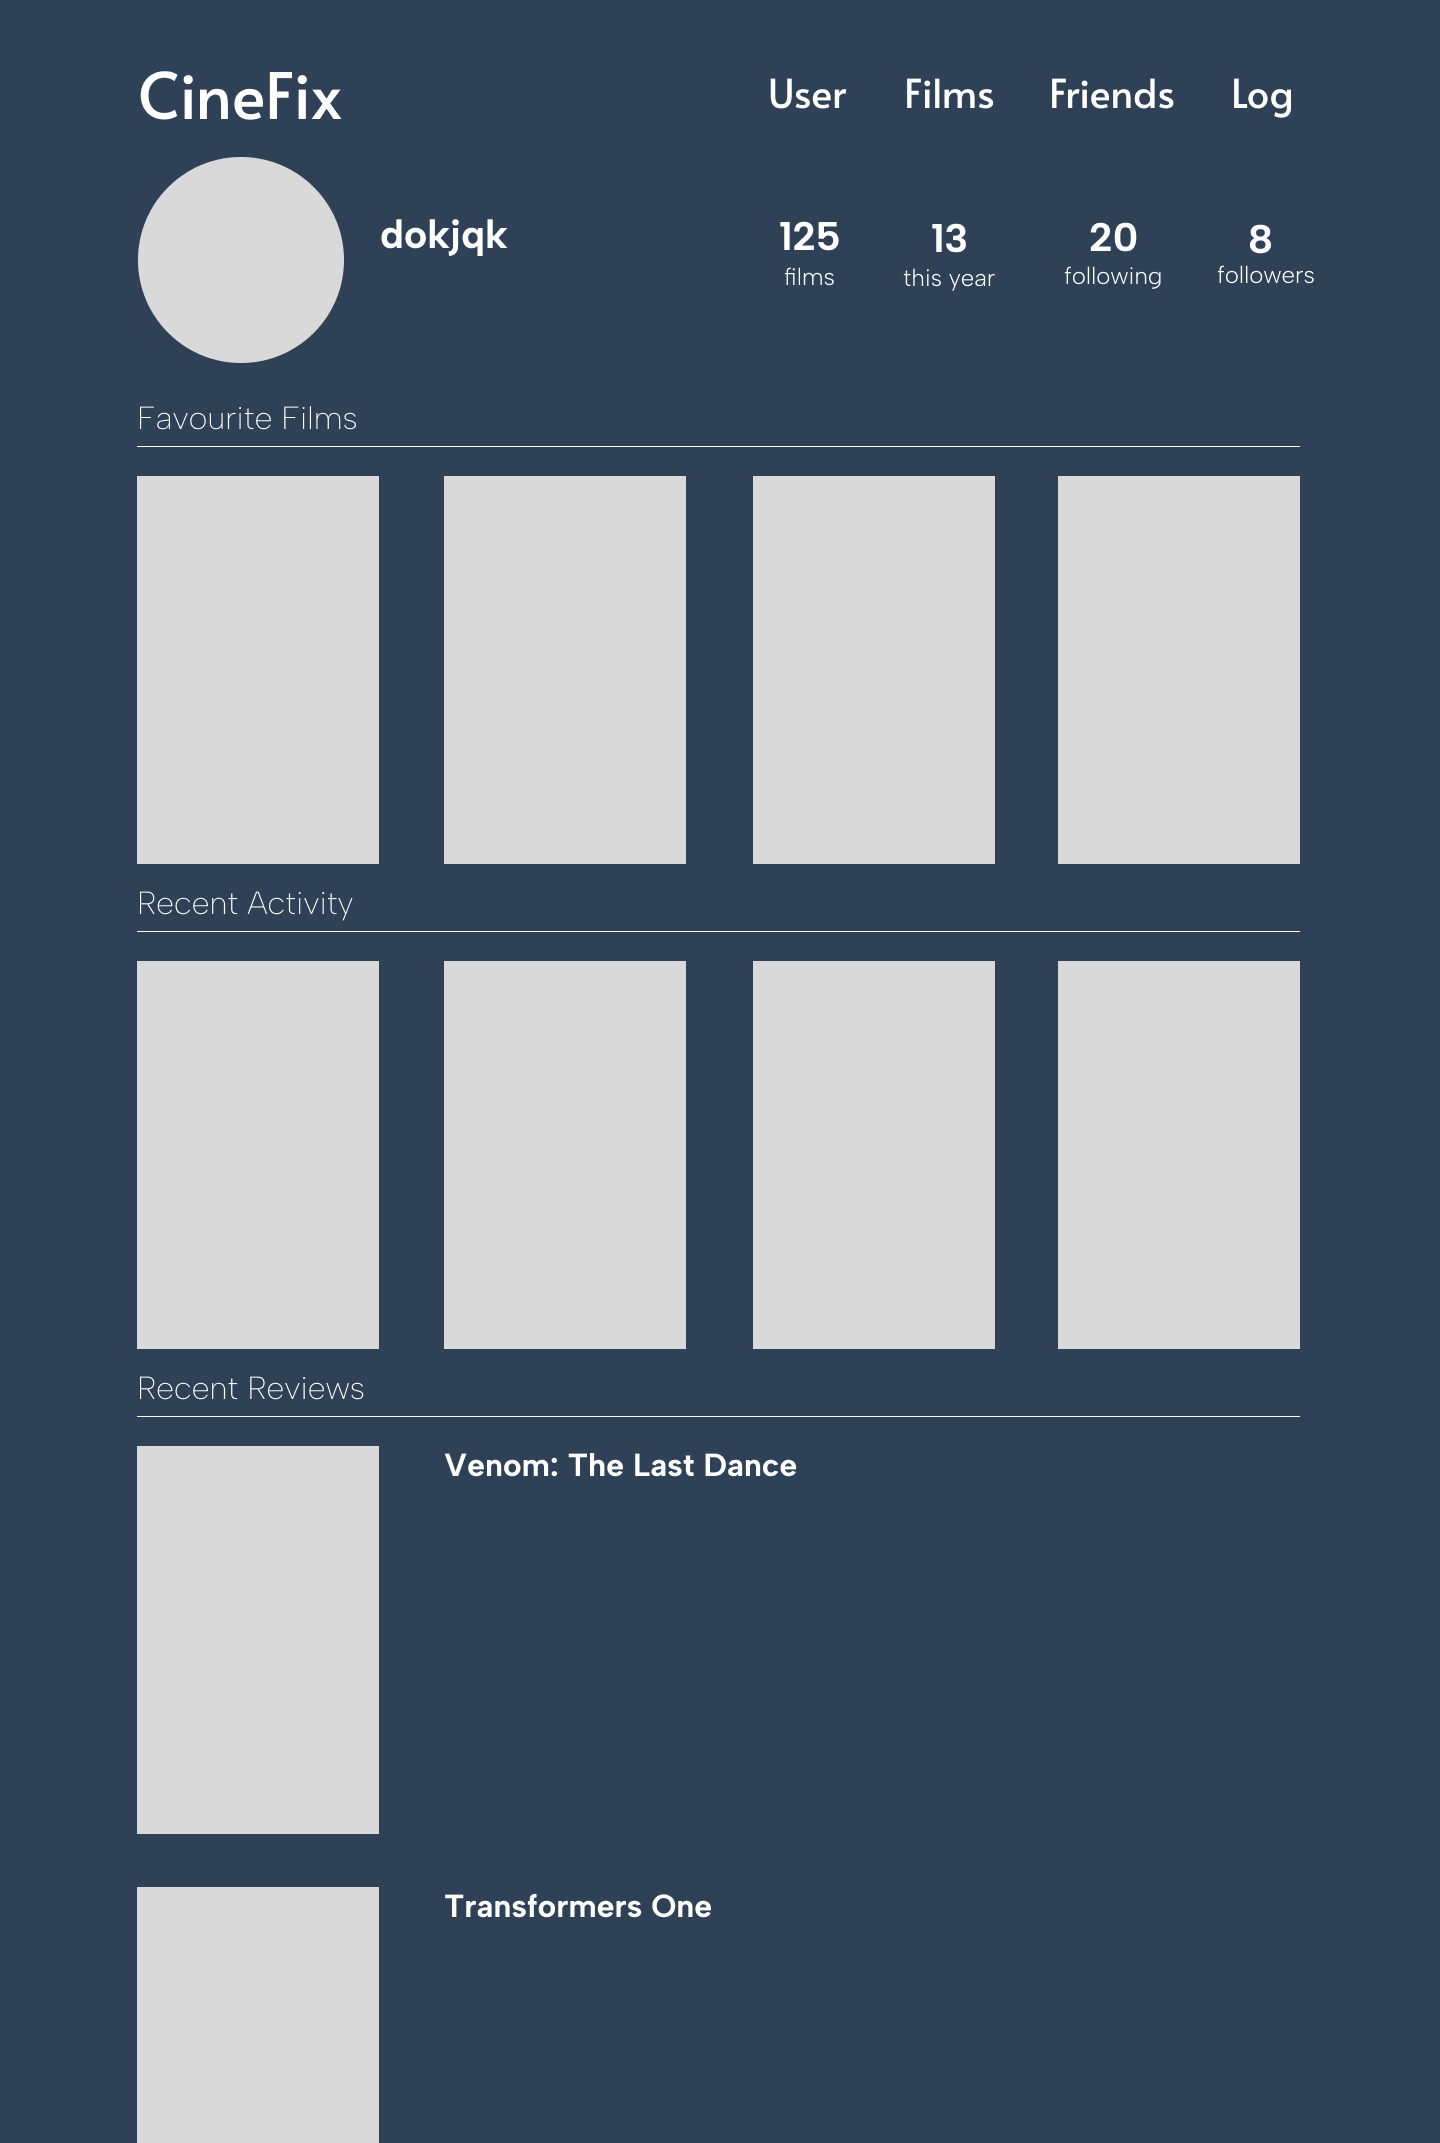 CineFix
User Films Friends Log
dokjqk
125 13 20 8
films this year following followers
Favourite Films
Recent Activity
Recent Reviews
Venom: The Last Dance
Transformers One